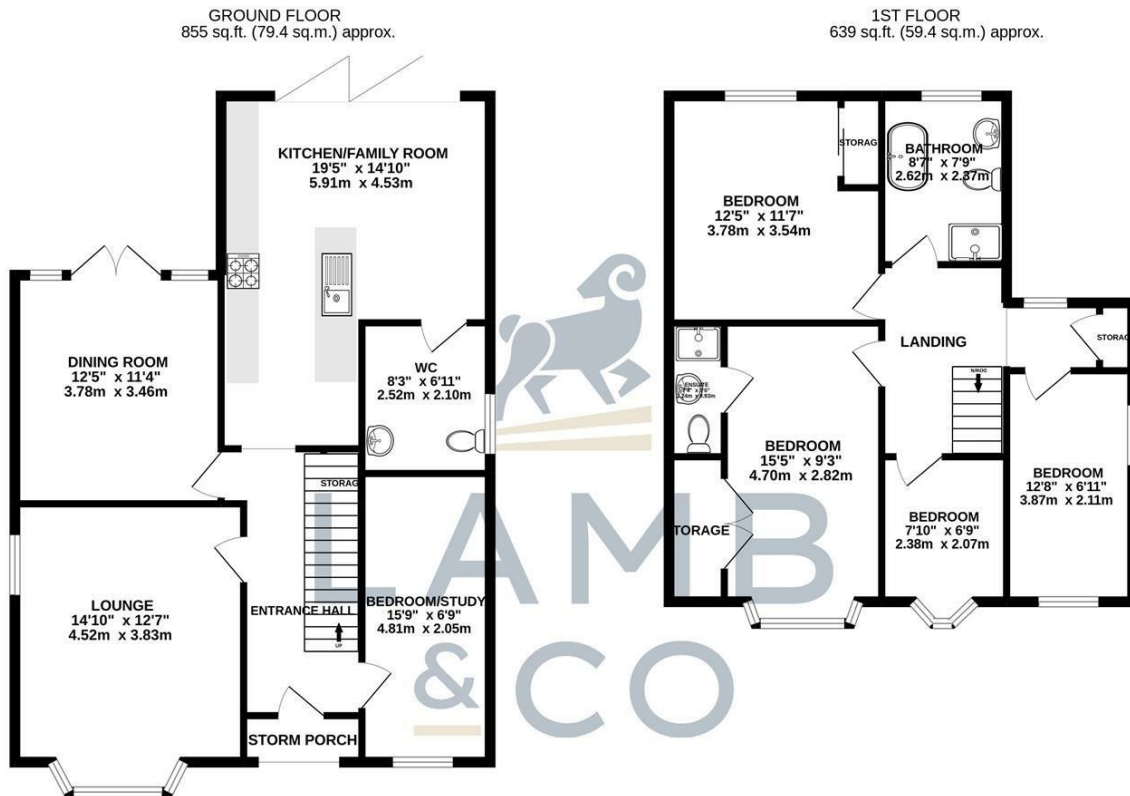 GROUND FLOOR
855 sq.ft. (79.4 sq.m.) approx.
KITCHEN/FAMILY ROOM
19'5" x 14'10"
5.91m x 4.53m
DINING ROOM
12'5" x 11'4"
3.78m x 3.46m
WC
8'3" x 6'11"
2.52m x 2.10m
STORAG
LOUNGE
14'10" x 12'7"
4.52m x 3.83m
ENTRANCE HALL
UP
BEDROOM/STUDY
15'9" x 6'9"
4.81m x 2.05m
STORM PORCH
1ST FLOOR
639 sq.ft. (59.4 sq.m.) approx.
BEDROOM
12'5" x 11'7"
3.78m x 3.54m
STORAG
BATHROOM
8'7" x 7'9"
2.62m x 2.37m
LANDING
STORAG
ENSUITE
BEDROOM
15'5" x 9'3"
4.70m x 2.82m
TORAGE
BEDROOM
7'10" x 6'9"
2.38m x 2.07m
BEDROOM
12'8" x 6'11"
3.87m x 2.11m
LAMB
& CO